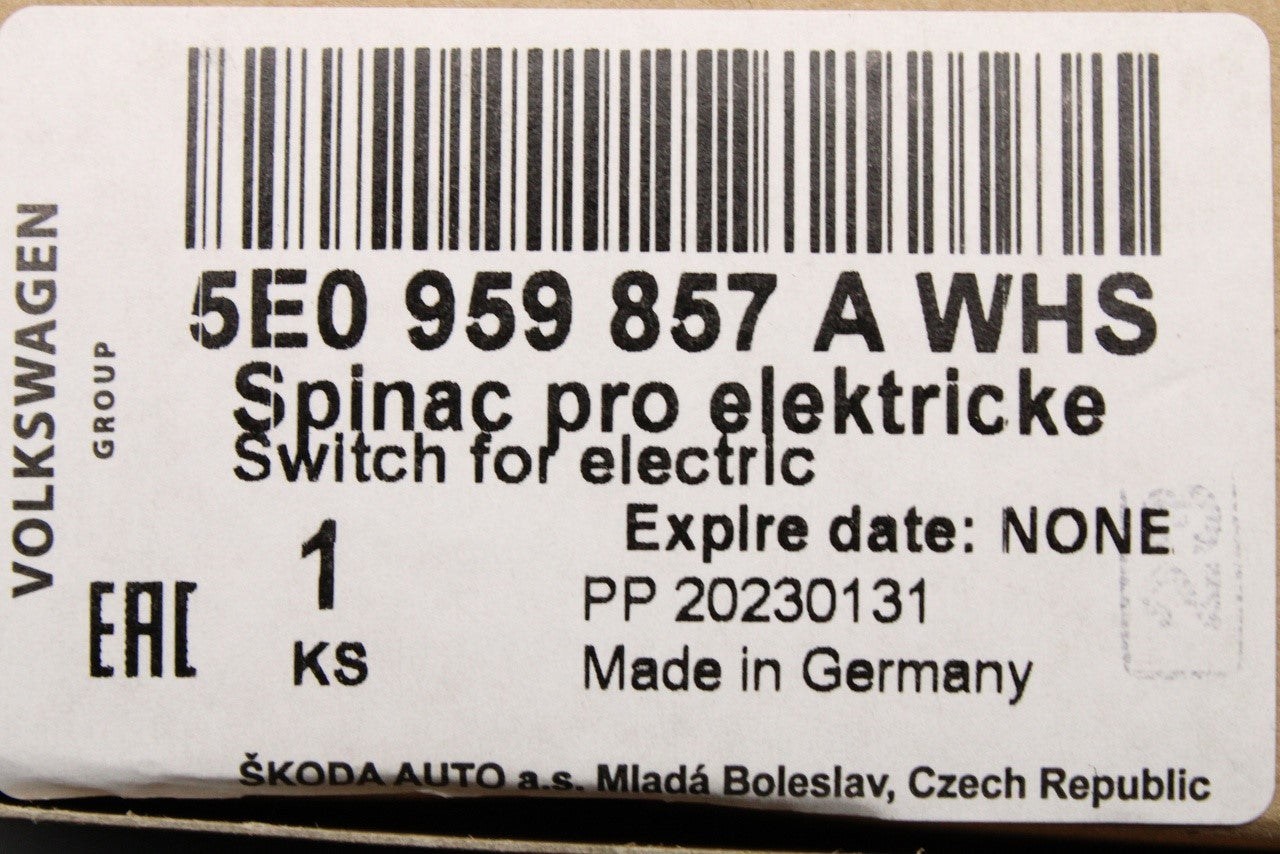 VOLKSWAGEN
GROUP
5E0 959 857 A WHS
Spinac pro elektricke
Switch for electric
Expire date: NONE
1
PP 20230131
EAC
KS
Made in Germany
ŠKODA AUTO a.s. Mladá Boleslav, Czech Republic